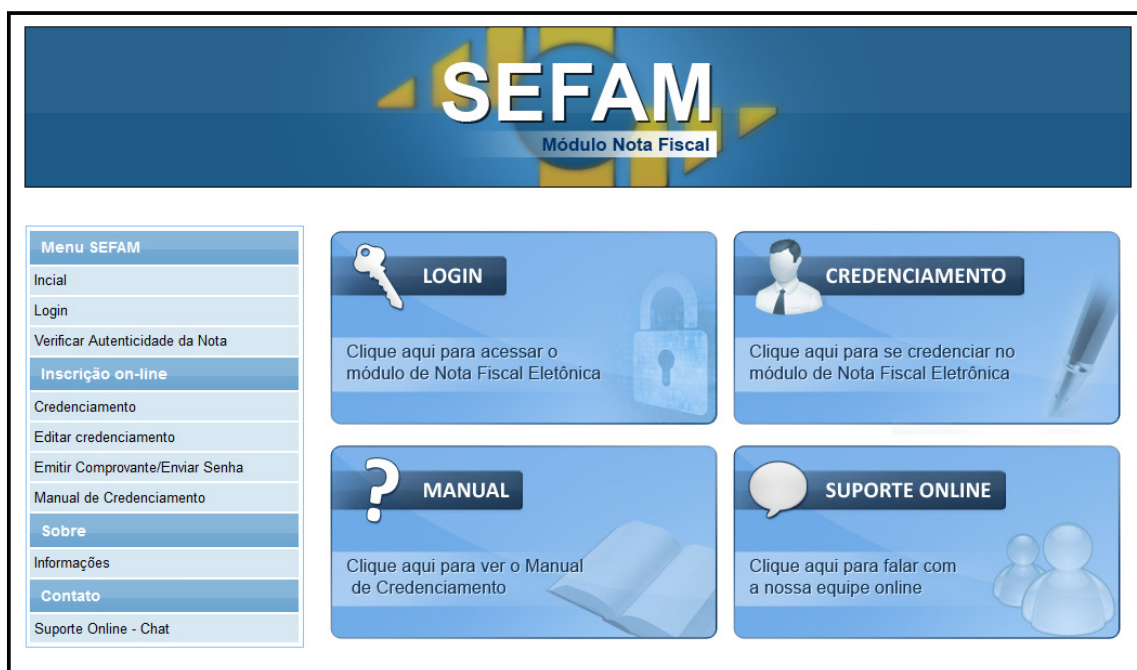 SEFAM
Módulo Nota Fiscal
Menu SEFAM
Incial
Login
Verificar Autenticidade da Nota
Inscrição on-line
Credenciamento
Editar credenciamento
Emitir Comprovante/Enviar Senha
Manual de Credenciamento
Sobre
Informações
Contato
Suporte Online - Chat
LOGIN
Clique aqui para acessar o
módulo de Nota Fiscal Eletônica
CREDENCIAMENTO
Clique aqui para se credenciar no
módulo de Nota Fiscal Eletrônica
MANUAL
Clique aqui para ver o Manual
de Credenciamento
SUPORTE ONLINE
Clique aqui para falar com
a nossa equipe online